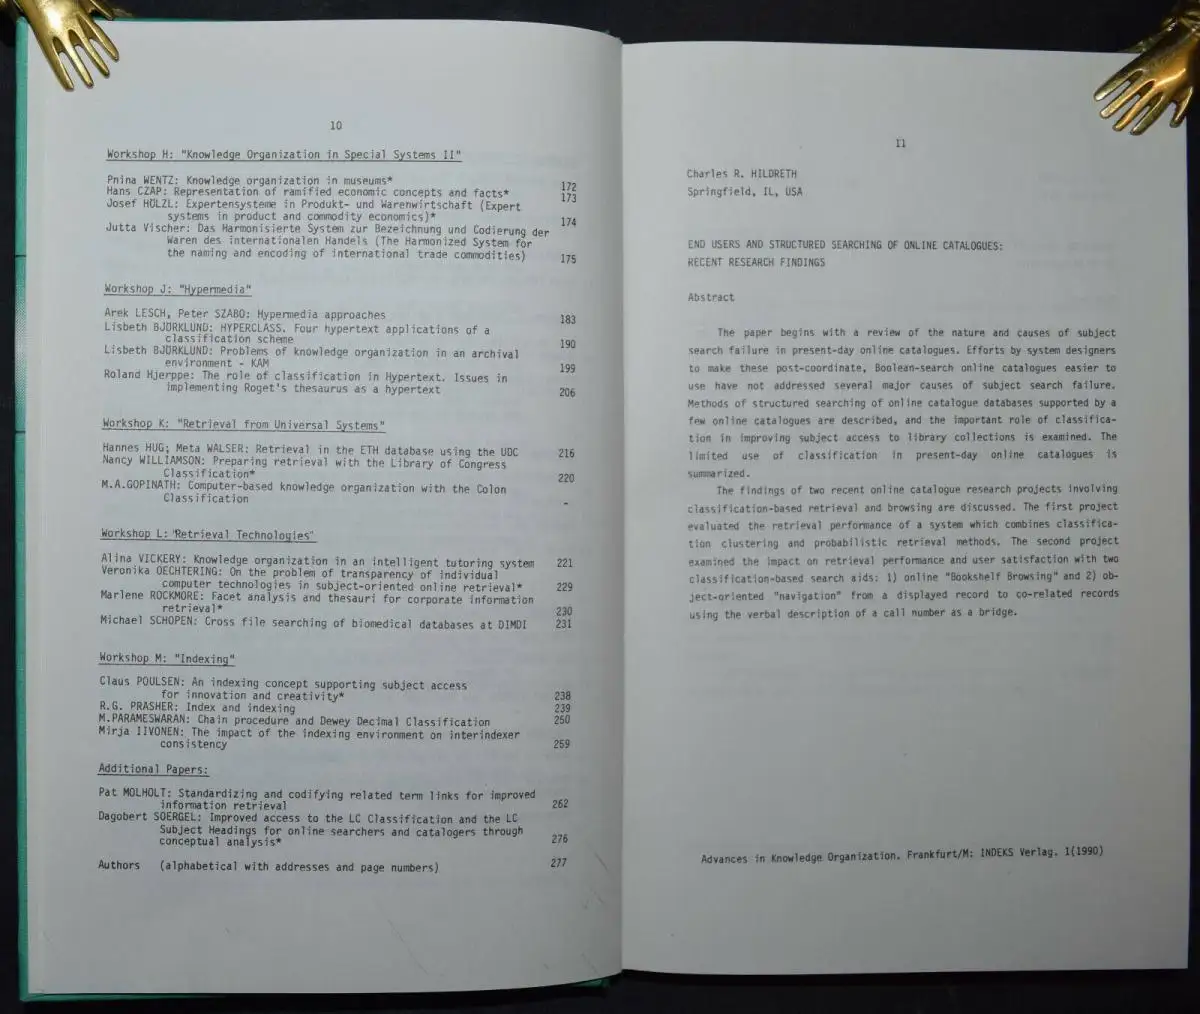 10
Workshop H: "Knowledge Organization in Special Systems II"
Pnina WENTZ: Knowledge organization in museums* 172
Hans CZAP: Representation of ramified economic concepts and facts* 173
Josef HÖLZL: Expertensysteme in Produkt- und Warenwirtschaft (Expert
systems in product and commodity economics)* 174
Jutta Vischer: Das Harmonisierte System zur Bezeichnung und Codierung der
Waren des internationalen Handels (The Harmonized System for
the naming and encoding of international trade commodities) 175
Workshop J: "Hypermedia"
Arek LESCH, Peter SZABO: Hypermedia approaches 183
Lisbeth BJÖRKLUND: HYPERCLASS. Four hypertext applications of a
classification scheme 190
Lisbeth BJÖRKLUND: Problems of knowledge organization in an archival
environment - KAM 199
Roland Hjerppe: The role of classification in Hypertext. Issues in
implementing Roget's thesaurus as a hypertext 206
Workshop K: "Retrieval from Universal Systems"
Hannes HUG; Meta WALSER: Retrieval in the ETH database using the UDC 216
Nancy WILLIAMSON: Preparing retrieval with the Library of Congress
Classification* 220
M.A.GOPINATH: Computer-based knowledge organization with the Colon
Classification -
Workshop L: "Retrieval Technologies"
Alina VICKERY: Knowledge organization in an intelligent tutoring system 221
Veronika OECHTERING: On the problem of transparency of individual
computer technologies in subject-oriented online retrieval* 229
Marlene ROCKMORE: Facet analysis and thesauri for corporate information
retrieval* 230
Michael SCHOPEN: Cross file searching of biomedical databases at DIMDI 231
Workshop M: "Indexing"
Claus POULSEN: An indexing concept supporting subject access
for innovation and creativity* 238
R.G. PRASHER: Index and indexing 239
M.PARAMESWARAN: Chain procedure and Dewey Decimal Classification 250
Mirja IIVONEN: The impact of the indexing environment on interindexer
consistency 259
Additional Papers:
Pat MOLHOLT: Standardizing and codifying related term links for improved
information retrieval 262
Dagobert SOERGEL: Improved access to the LC Classification and the LC
Subject Headings for online searchers and catalogers through
conceptual analysis* 276
Authors (alphabetical with addresses and page numbers) 277
11
Charles R. HILDRETH
Springfield, IL, USA
END USERS AND STRUCTURED SEARCHING OF ONLINE CATALOGUES:
RECENT RESEARCH FINDINGS
Abstract
The paper begins with a review of the nature and causes of subject
search failure in present-day online catalogues. Efforts by system designers
to make these post-coordinate, Boolean-search online catalogues easier to
use have not addressed several major causes of subject search failure.
Methods of structured searching of online catalogue databases supported by a
few online catalogues are described, and the important role of classifica-
tion in improving subject access to library collections is examined. The
limited use of classification in present-day online catalogues is
summarized.
The findings of two recent online catalogue research projects involving
classification-based retrieval and browsing are discussed. The first project
evaluated the retrieval performance of a system which combines classifica-
tion clustering and probabilistic retrieval methods. The second project
examined the impact on retrieval performance and user satisfaction with two
classification-based search aids: 1) online "Bookshelf Browsing" and 2) ob-
ject-oriented "navigation" from a displayed record to co-related records
using the verbal description of a call number as a bridge.
Advances in Knowledge Organization. Frankfurt/M: INDEKS Verlag. 1(1990)